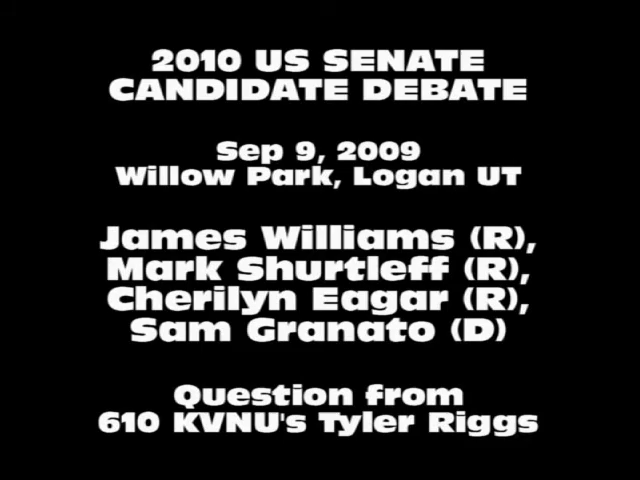 2010 US SENATE
CANDIDATE DEBATE
Sep 9, 2009
Willow Park, Logan UT
James Williams (R),
Mark Shurtleff (R),
Cherilyn Eagar (R),
Sam Granato (D)
Question from
610 KVNU's Tyler Riggs